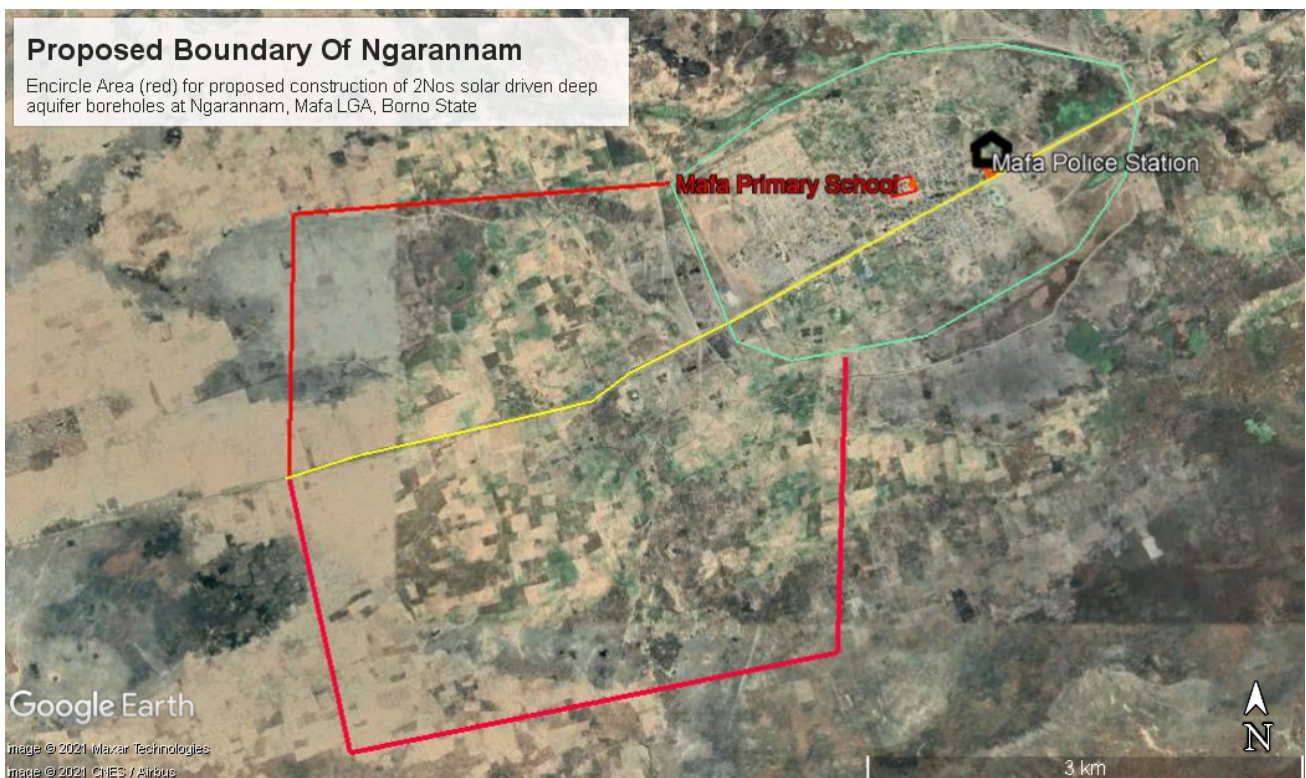 Proposed Boundary Of Ngarannam
Encircle Area (red) for proposed construction of 2Nos solar driven deep
aquifer boreholes at Ngarannam, Mafa LGA, Borno State
Mafa Police Station
Mafa Primary School
Google Earth
N
Image © 2021 Maxar Technologies
Image © 2021 CNES / Airbus
3 km